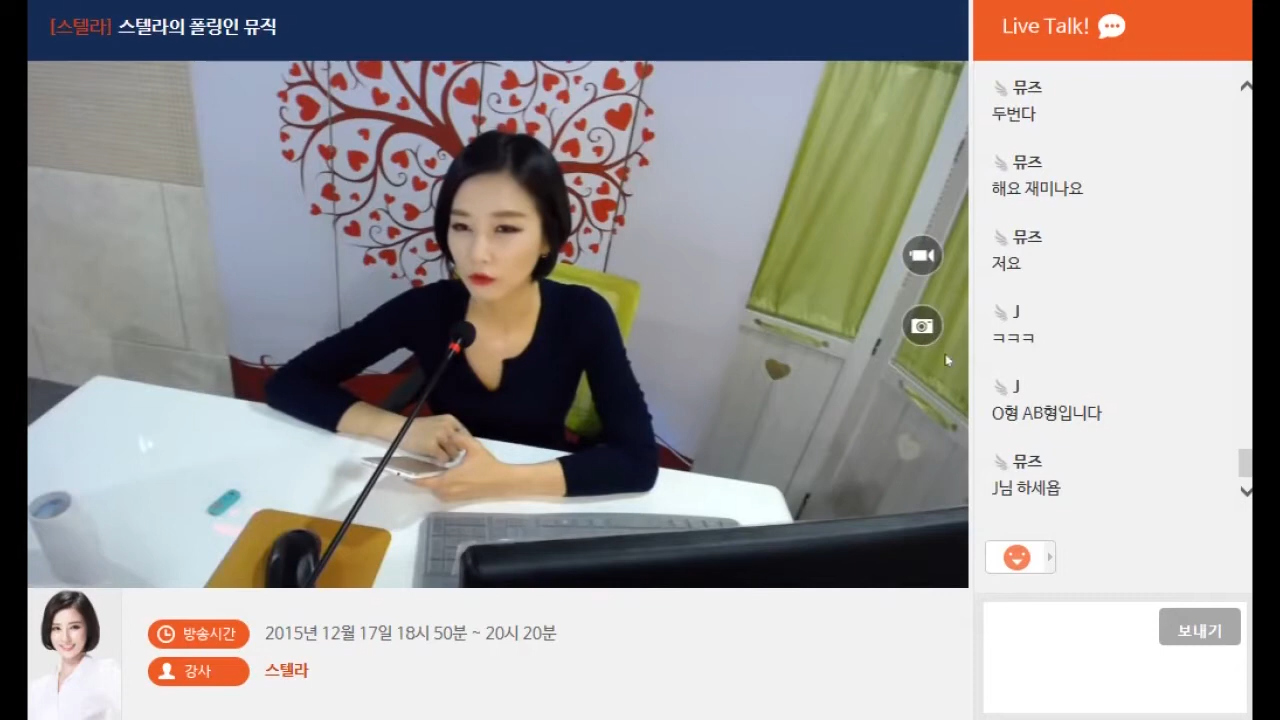 [스텔라] 스텔라의 폴링인 뮤직
Live Talk!
뮤즈
두번다
뮤즈
해요 재미나요
뮤즈
저요
J
ㅋㅋㅋ
J
O형 AB형입니다
뮤즈
J님 하세욥
보내기
방송시간 2015년 12월 17일 18시 50분 ~ 20시 20분
강사 스텔라